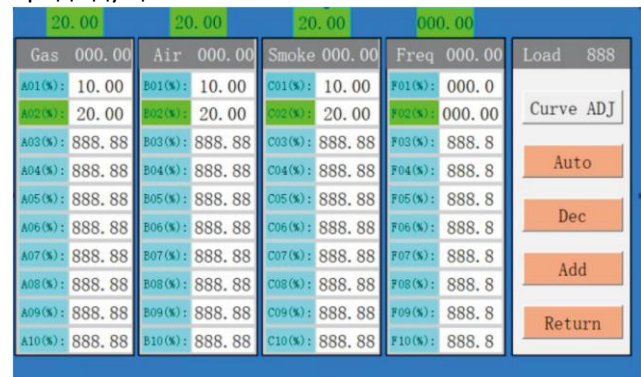 20.00 20.00 20.00 000.00
Gas 000.00 Air 000.00 Smoke 000.00 Freq 000.00 Load 888
A01(%): 10.00 B01(%): 10.00 C01(%): 10.00 F01(%): 000.0
A02(%): 20.00 B02(%): 20.00 C02(%): 20.00 F02(%): 000.00
Curve ADJ
A03(%): 888.88 B03(%): 888.88 C03(%): 888.88 F03(%): 888.8
A04(%): 888.88 B04(%): 888.88 C04(%): 888.88 F04(%): 888.8
Auto
A05(%): 888.88 B05(%): 888.88 C05(%): 888.88 F05(%): 888.8
A06(%): 888.88 B06(%): 888.88 C06(%): 888.88 F06(%): 888.8
Dec
A07(%): 888.88 B07(%): 888.88 C07(%): 888.88 F07(%): 888.8
A08(%): 888.88 B08(%): 888.88 C08(%): 888.88 F08(%): 888.8
Add
A09(%): 888.88 B09(%): 888.88 C09(%): 888.88 F09(%): 888.8
Return
A10(%): 888.88 B10(%): 888.88 C10(%): 888.88 F10(%): 888.8